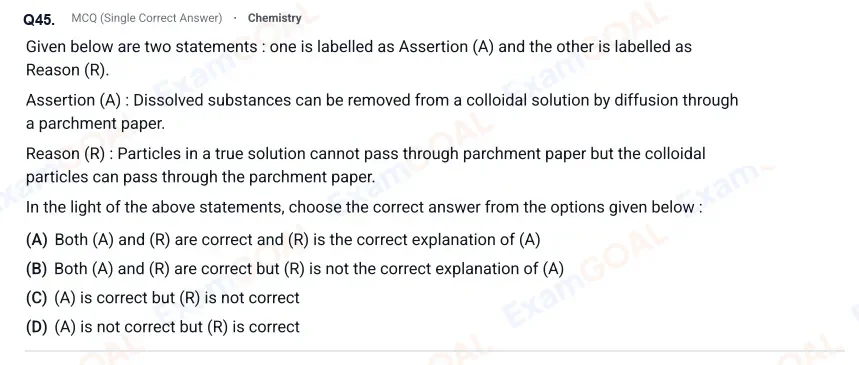 Q45. MCQ (Single Correct Answer) · Chemistry
Given below are two statements : one is labelled as Assertion (A) and the other is labelled as
Reason (R).
Assertion (A) : Dissolved substances can be removed from a colloidal solution by diffusion through
a parchment paper.
Reason (R) : Particles in a true solution cannot pass through parchment paper but the colloidal
particles can pass through the parchment paper.
In the light of the above statements, choose the correct answer from the options given below :
(A) Both (A) and (R) are correct and (R) is the correct explanation of (A)
(B) Both (A) and (R) are correct but (R) is not the correct explanation of (A)
(C) (A) is correct but (R) is not correct
(D) (A) is not correct but (R) is correct
ExamGOAL